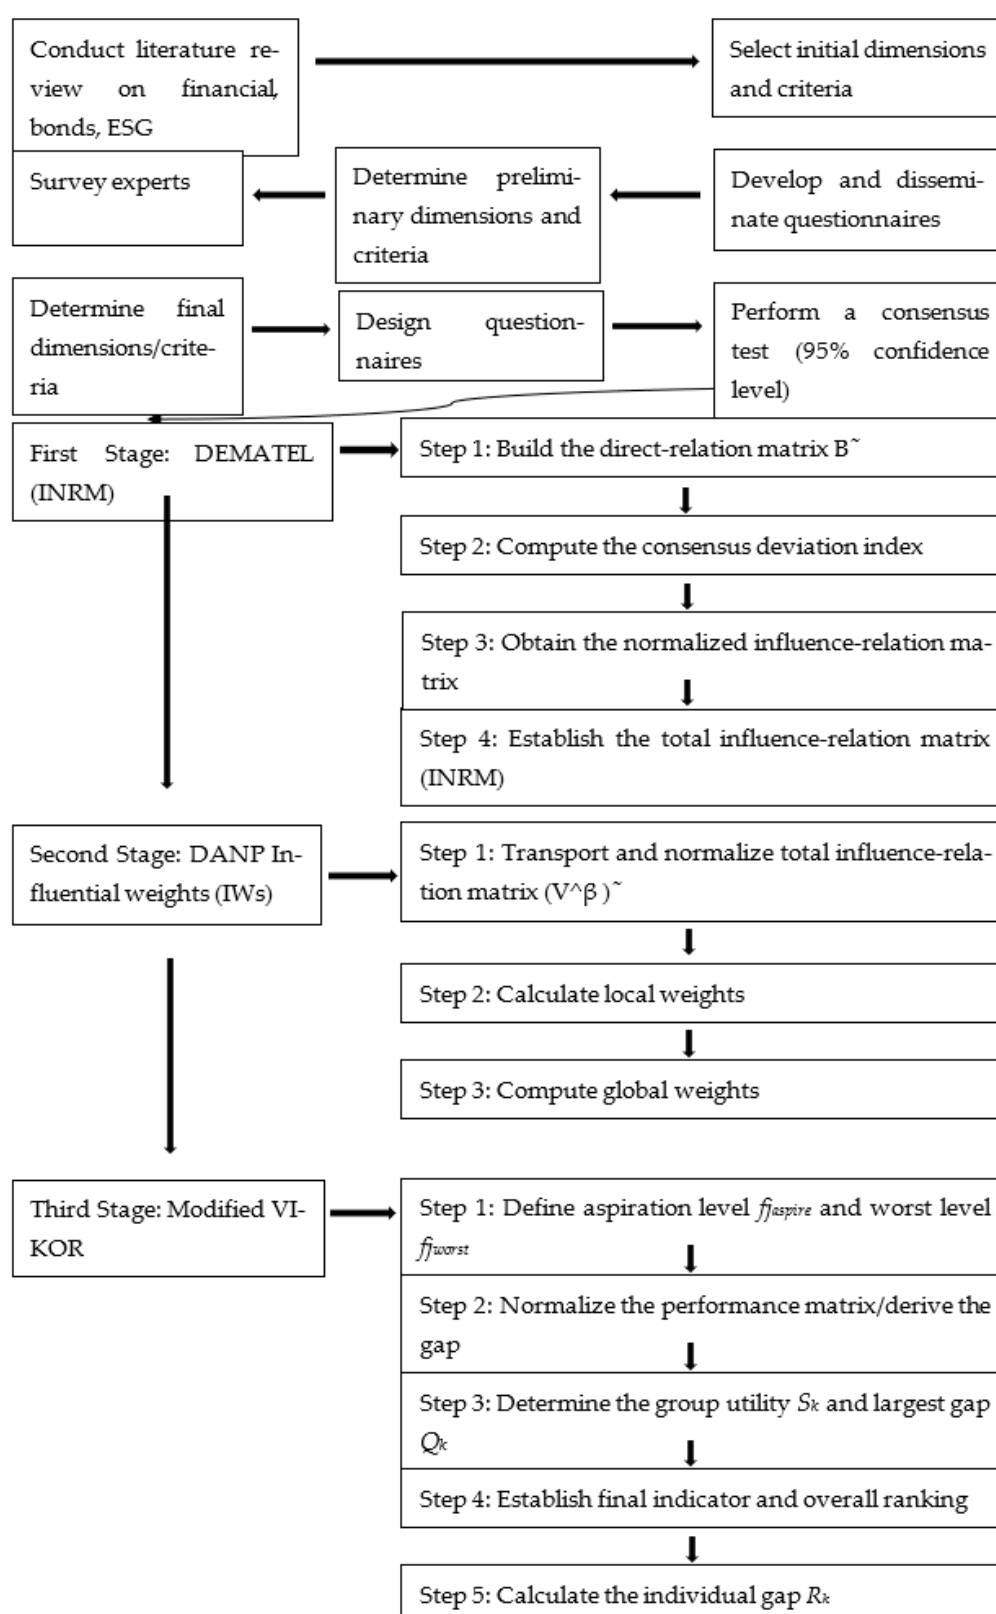 Conduct literature re-
view on financial,
bonds, ESG
Select initial dimensions
and criteria
Survey experts
Determine prelimi-
nary dimensions and
criteria
Develop and dissemi-
nate questionnaires
Determine final
dimensions/crite-
ria
Design question-
naires
Perform a consensus
test (95% confidence
level)
First Stage: DEMATEL
(INRM)
Step 1: Build the direct-relation matrix B˜
Step 2: Compute the consensus deviation index
Step 3: Obtain the normalized influence-relation ma-
trix
Step 4: Establish the total influence-relation matrix
(INRM)
Second Stage: DANP In-
fluential weights (IWs)
Step 1: Transport and normalize total influence-rela-
tion matrix (V^β )˜
Step 2: Calculate local weights
Step 3: Compute global weights
Third Stage: Modified VI-
KOR
Step 1: Define aspiration level fjaspire and worst level
fjworst
Step 2: Normalize the performance matrix/derive the
gap
Step 3: Determine the group utility Sk and largest gap
Qk
Step 4: Establish final indicator and overall ranking
Step 5: Calculate the individual gap Rk